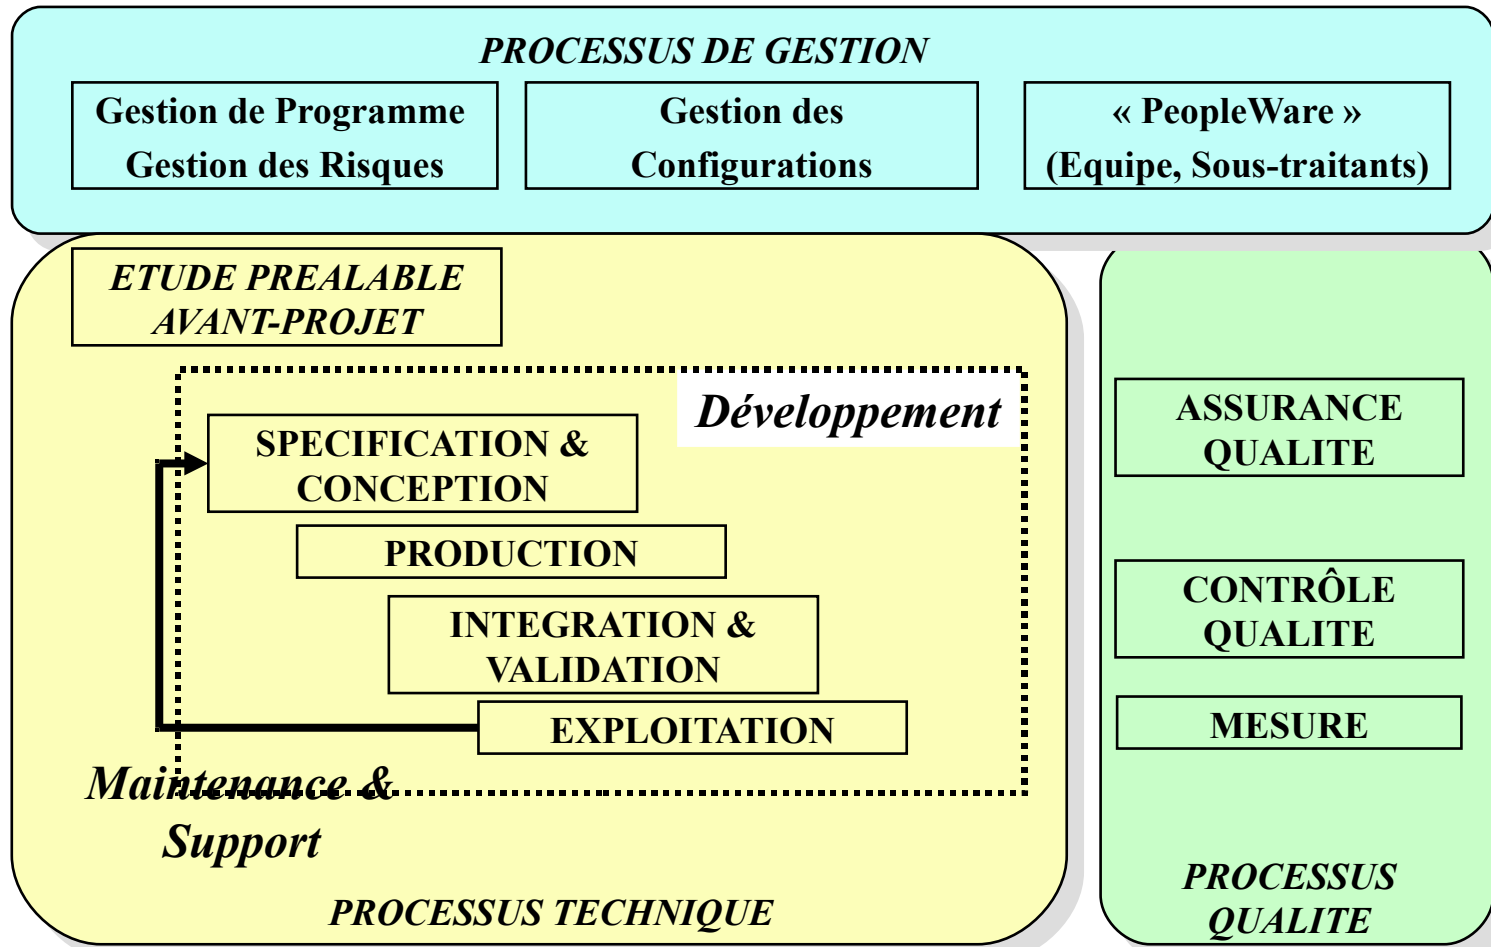 PROCESSUS DE GESTION
Gestion de Programme
Gestion des Risques
Gestion des
Configurations
« PeopleWare »
(Equipe, Sous-traitants)
ETUDE PREALABLE
AVANT-PROJET
Développement
SPECIFICATION &
CONCEPTION
PRODUCTION
INTEGRATION &
VALIDATION
EXPLOITATION
Maintenance &
Support
PROCESSUS TECHNIQUE
ASSURANCE
QUALITE
CONTRÔLE
QUALITE
MESURE
PROCESSUS
QUALITE